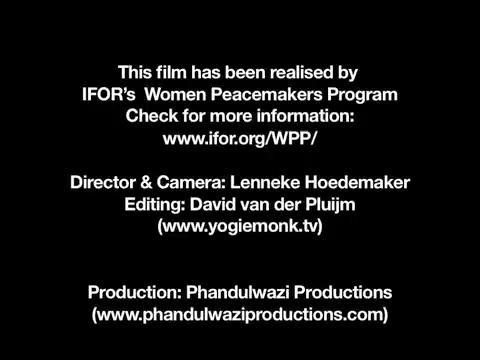 This film has been realised by
IFOR's  Women Peacemakers Program
Check for more information:
www.ifor.org/WPP/
Director & Camera: Lenneke Hoedemaker
Editing: David van der Pluijm
(www.yogiemonk.tv)
Production: Phandulwazi Productions
(www.phandulwaziproductions.com)